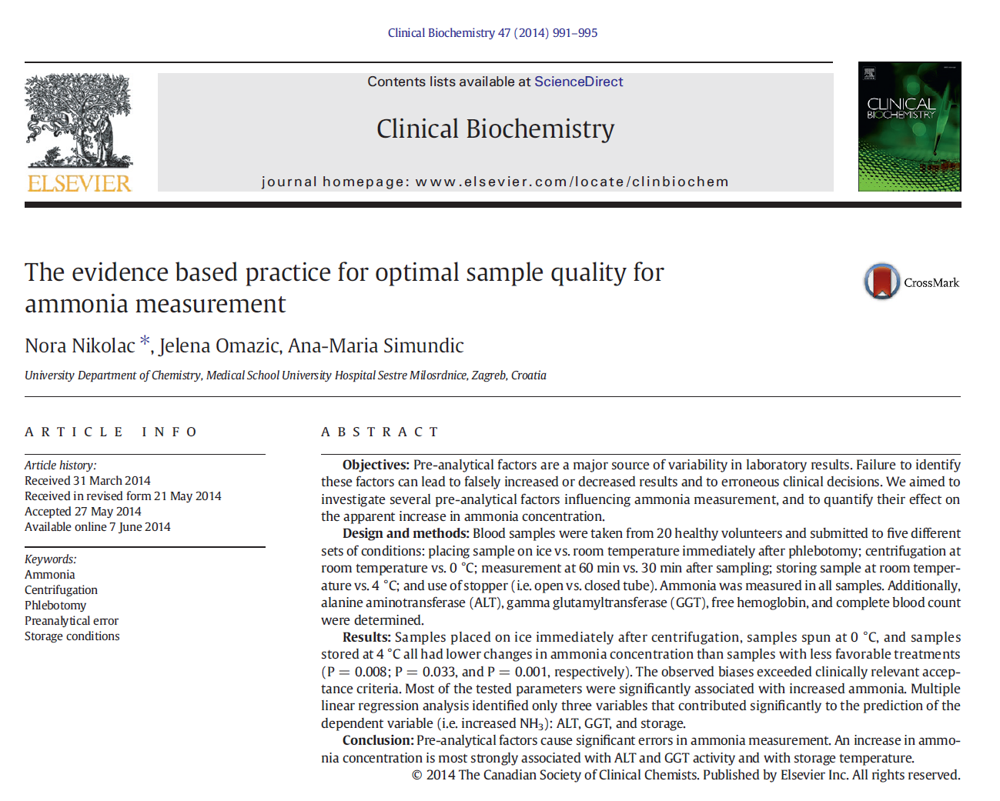 Clinical Biochemistry 47 (2014) 991–995
Contents lists available at ScienceDirect
Clinical Biochemistry
journal homepage: www.elsevier.com/locate/clinbiochem
ELSEVIER
CLINICAL
BIOCHEMISTRY
The evidence based practice for optimal sample quality for
ammonia measurement
CrossMark
Nora Nikolac *, Jelena Omazic, Ana-Maria Simundic
University Department of Chemistry, Medical School University Hospital Sestre Milosrdnice, Zagreb, Croatia
ARTICLE INFO
Article history:
Received 31 March 2014
Received in revised form 21 May 2014
Accepted 27 May 2014
Available online 7 June 2014
Keywords:
Ammonia
Centrifugation
Phlebotomy
Preanalytical error
Storage conditions
ABSTRACT
Objectives: Pre-analytical factors are a major source of variability in laboratory results. Failure to identify
these factors can lead to falsely increased or decreased results and to erroneous clinical decisions. We aimed to
investigate several pre-analytical factors influencing ammonia measurement, and to quantify their effect on
the apparent increase in ammonia concentration.
Design and methods: Blood samples were taken from 20 healthy volunteers and submitted to five different
sets of conditions: placing sample on ice vs. room temperature immediately after phlebotomy; centrifugation at
room temperature vs. 0 °C; measurement at 60 min vs. 30 min after sampling; storing sample at room temper-
ature vs. 4 °C; and use of stopper (i.e. open vs. closed tube). Ammonia was measured in all samples. Additionally,
alanine aminotransferase (ALT), gamma glutamyltransferase (GGT), free hemoglobin, and complete blood count
were determined.
Results: Samples placed on ice immediately after centrifugation, samples spun at 0 °C, and samples
stored at 4 °C all had lower changes in ammonia concentration than samples with less favorable treatments
(P = 0.008; P = 0.033, and P = 0.001, respectively). The observed biases exceeded clinically relevant accep-
tance criteria. Most of the tested parameters were significantly associated with increased ammonia. Multiple
linear regression analysis identified only three variables that contributed significantly to the prediction of the
dependent variable (i.e. increased NH3): ALT, GGT, and storage.
Conclusion: Pre-analytical factors cause significant errors in ammonia measurement. An increase in ammo-
nia concentration is most strongly associated with ALT and GGT activity and with storage temperature.
© 2014 The Canadian Society of Clinical Chemists. Published by Elsevier Inc. All rights reserved.